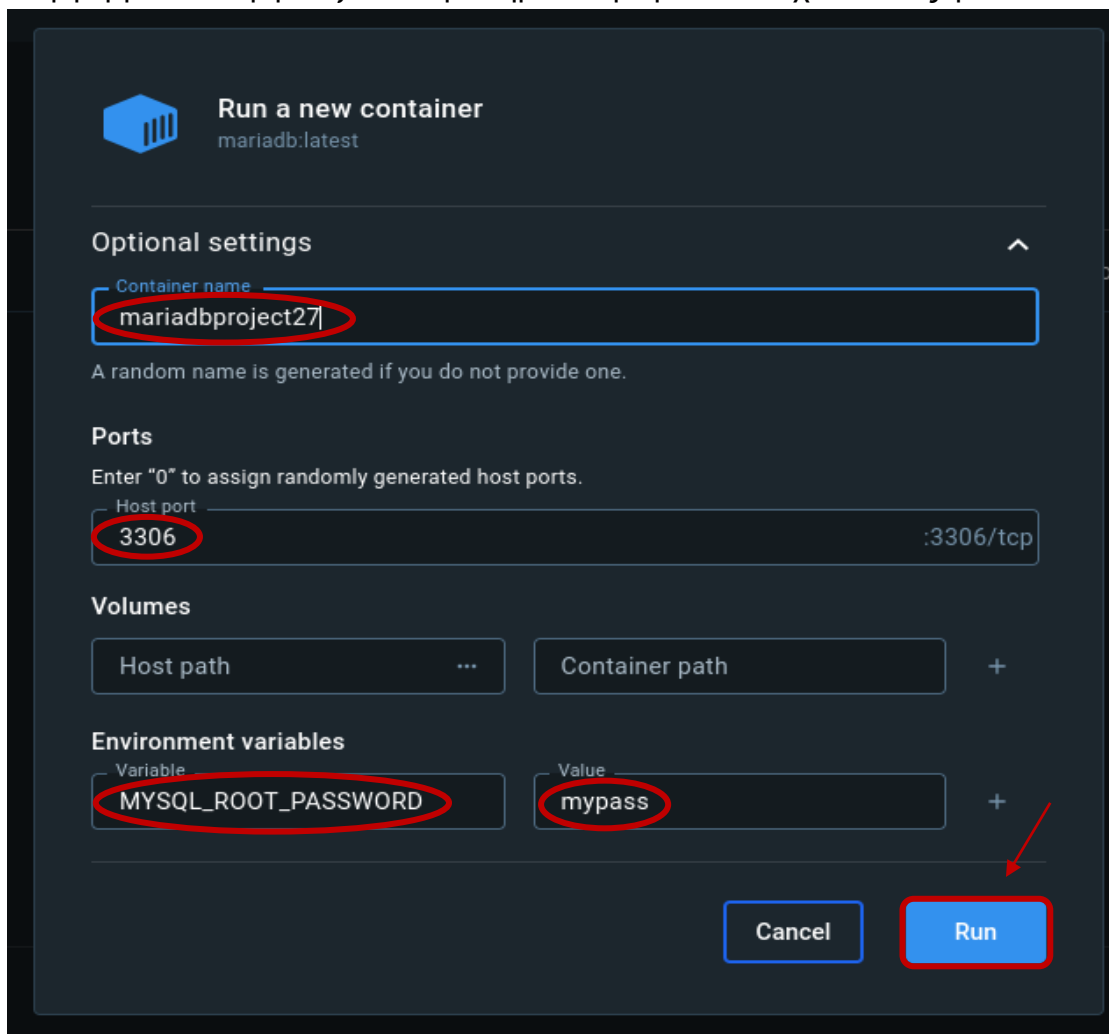 Run a new container
mariadb:latest
Optional settings
Container name
mariadbproject27
A random name is generated if you do not provide one.
Ports
Enter “0” to assign randomly generated host ports.
Host port
3306 :3306/tcp
Volumes
Host path ... Container path +
Environment variables
Variable Value
MYSQL_ROOT_PASSWORD mypass +
Cancel Run